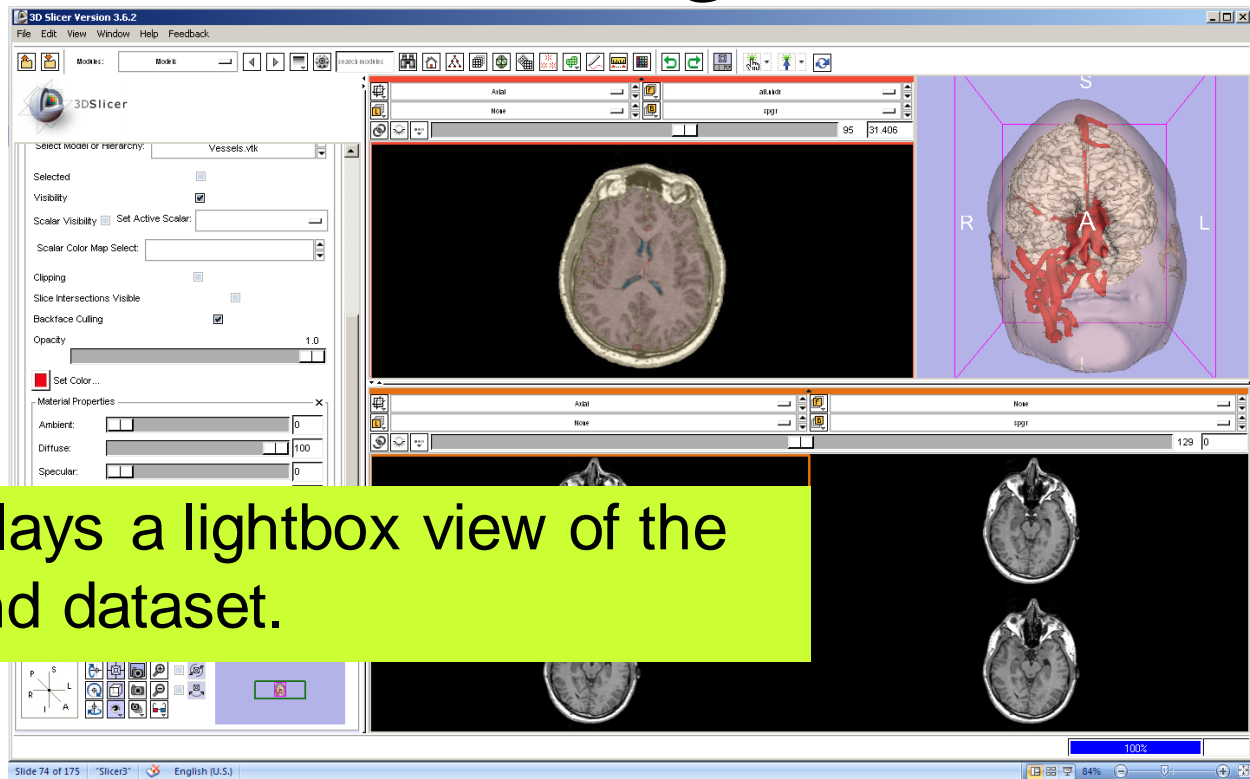 3D Slicer Version 3.6.2
File Edit View Window Help Feedback
Modules: Models search modules
3DSlicer
Axial all.nhdr
None spgr
95 31.406
Select Model or Hierarchy: Vessels.vtk
Selected
Visibility
Scalar Visibility Set Active Scalar:
Scalar Color Map Select:
Clipping
Slice Intersections Visible
Backface Culling
Opacity 1.0
Set Color...
Material Properties
Ambient: 0
Diffuse: 100
Specular: 0
S
R A L
I
Axial None
None spgr
129 0
lays a lightbox view of the
nd dataset.
P S
R L
I A
100%
Slide 74 of 175 "Slicer3" English (U.S.) 84%